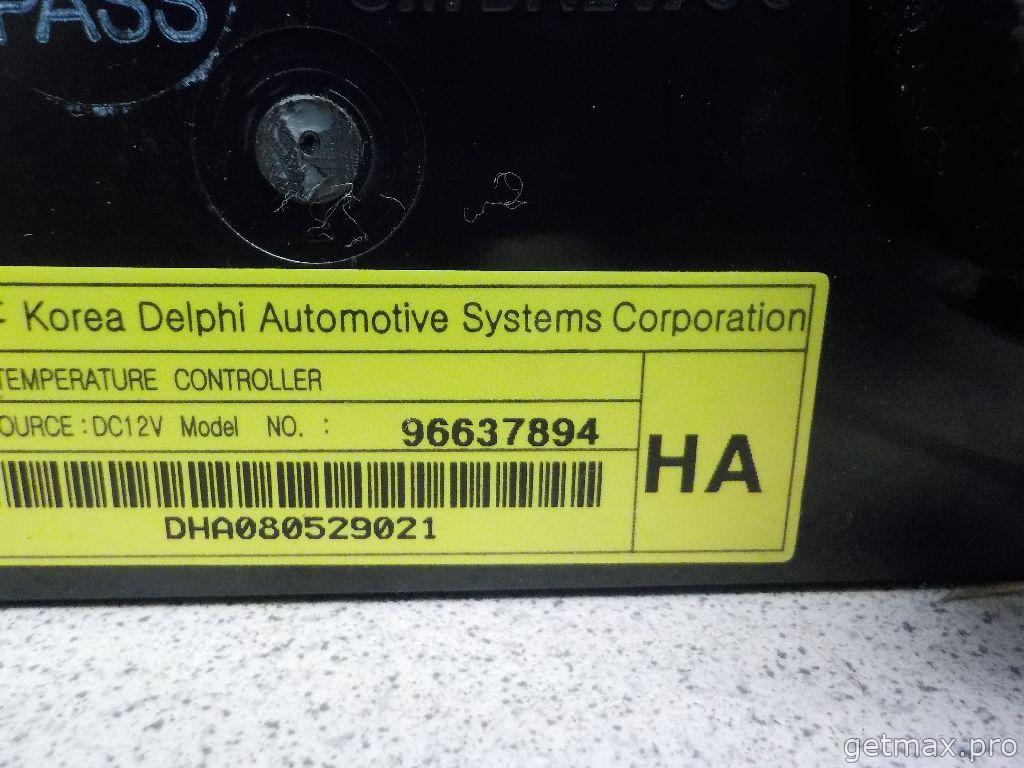 PASS
Korea Delphi Automotive Systems Corporation
TEMPERATURE CONTROLLER
OURCE : DC12V Model NO. : 96637894
HA
DHA080529021
getmax.pro